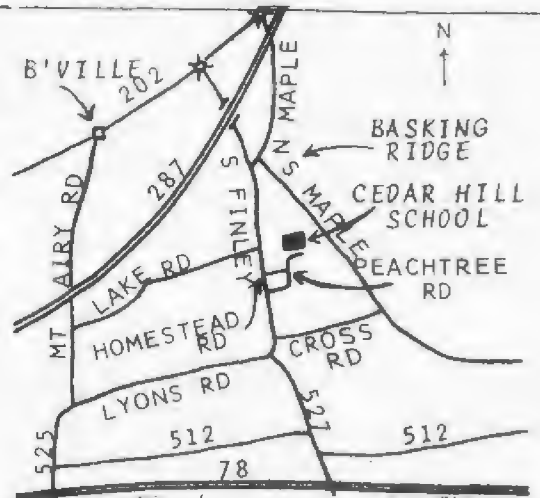 N
B'VILLE
202
N MAPLE
BASKING
RIDGE
287
S FINLEY
S MAPLE
CEDAR HILL
SCHOOL
MT AIRY RD
LAKE RD
PEACHTREE
RD
HOMESTEAD
RD
CROSS
RD
LYONS RD
525
512
527
512
78